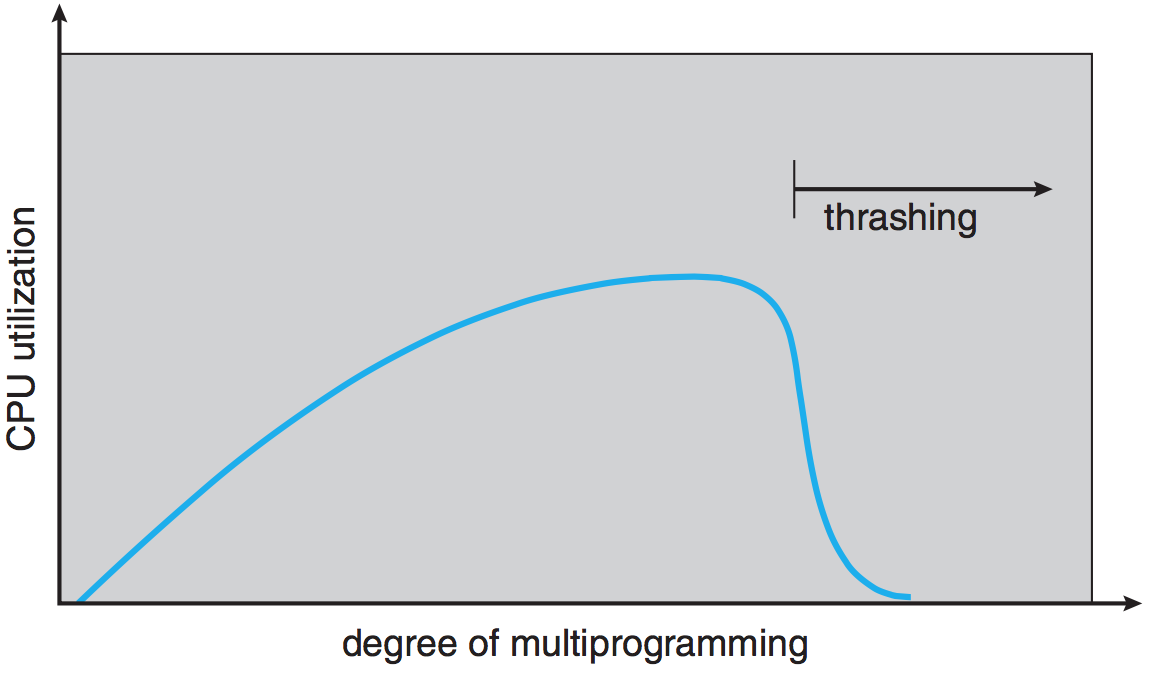 thrashing
CPU utilization
degree of multiprogramming